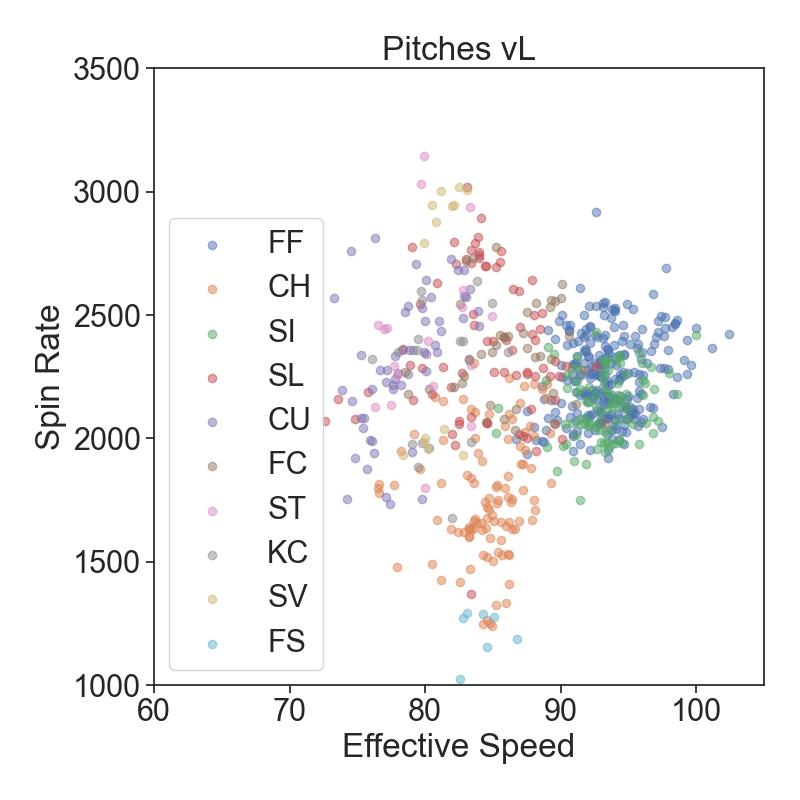 Pitches vL
3500
3000
2500
2000
1500
1000
Spin Rate
FF
CH
SI
SL
CU
FC
ST
KC
SV
FS
60
70
80
90
100
Effective Speed